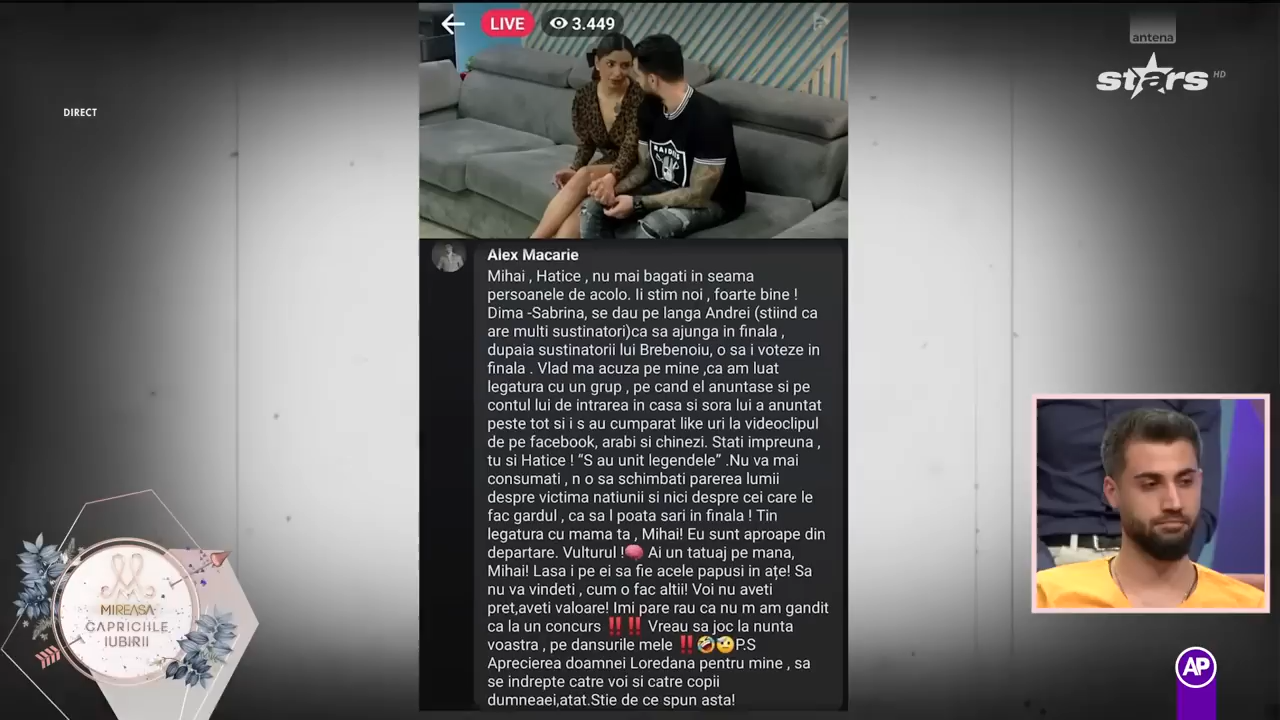 LIVE
3.449
antena
stars HD
DIRECT
RAIDERS
Alex Macarie
Mihai , Hatice , nu mai bagati in seama
persoanele de acolo. Ii stim noi , foarte bine !
Dima -Sabrina, se dau pe langa Andrei (stiind ca
are multi sustinatori)ca sa ajunga in finala ,
dupaia sustinatorii lui Brebenoiu, o sa i voteze in
finala . Vlad ma acuza pe mine ,ca am luat
legatura cu un grup , pe cand el anuntase si pe
contul lui de intrarea in casa si sora lui a anuntat
peste tot si i s au cumparat like uri la videoclipul
de pe facebook, arabi si chinezi. Stati impreuna ,
tu si Hatice ! “S au unit legendele” .Nu va mai
consumati , n o sa schimbati parerea lumii
despre victima natiunii si nici despre cei care le
fac gardul , ca sa l poata sari in finala ! Tin
legatura cu mama ta , Mihai! Eu sunt aproape din
departare. Vulturul !🧠 Ai un tatuaj pe mana,
Mihai! Lasa i pe ei sa fie acele papusi in ațe! Sa
nu va vindeti , cum o fac altii! Voi nu aveti
pret,aveti valoare! Imi pare rau ca nu m am gandit
ca la un concurs ‼️‼️ Vreau sa joc la nunta
voastra , pe dansurile mele ‼️🤣🤨P.S
Aprecierea doamnei Loredana pentru mine , sa
se indrepte catre voi si catre copii
dumneaei,atat.Stie de ce spun asta!
MIREASA
CAPRICIILE
IUBIRII
AP